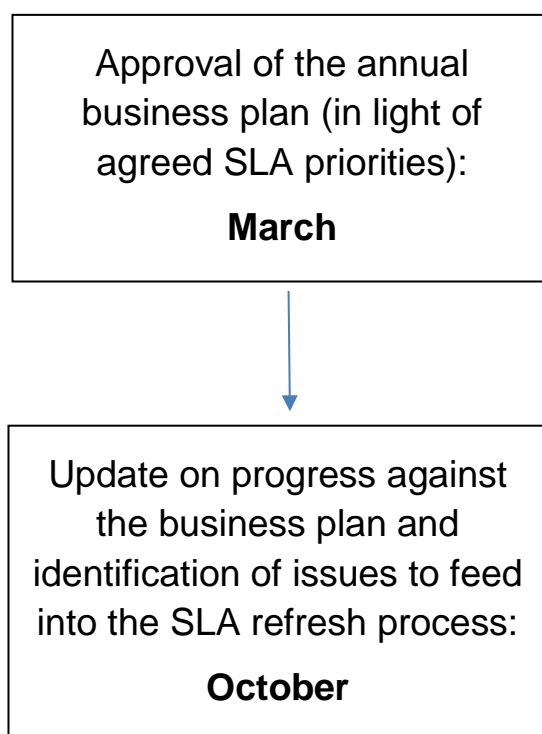 Approval of the annual
business plan (in light of
agreed SLA priorities):
March
Update on progress against
the business plan and
identification of issues to feed
into the SLA refresh process:
October